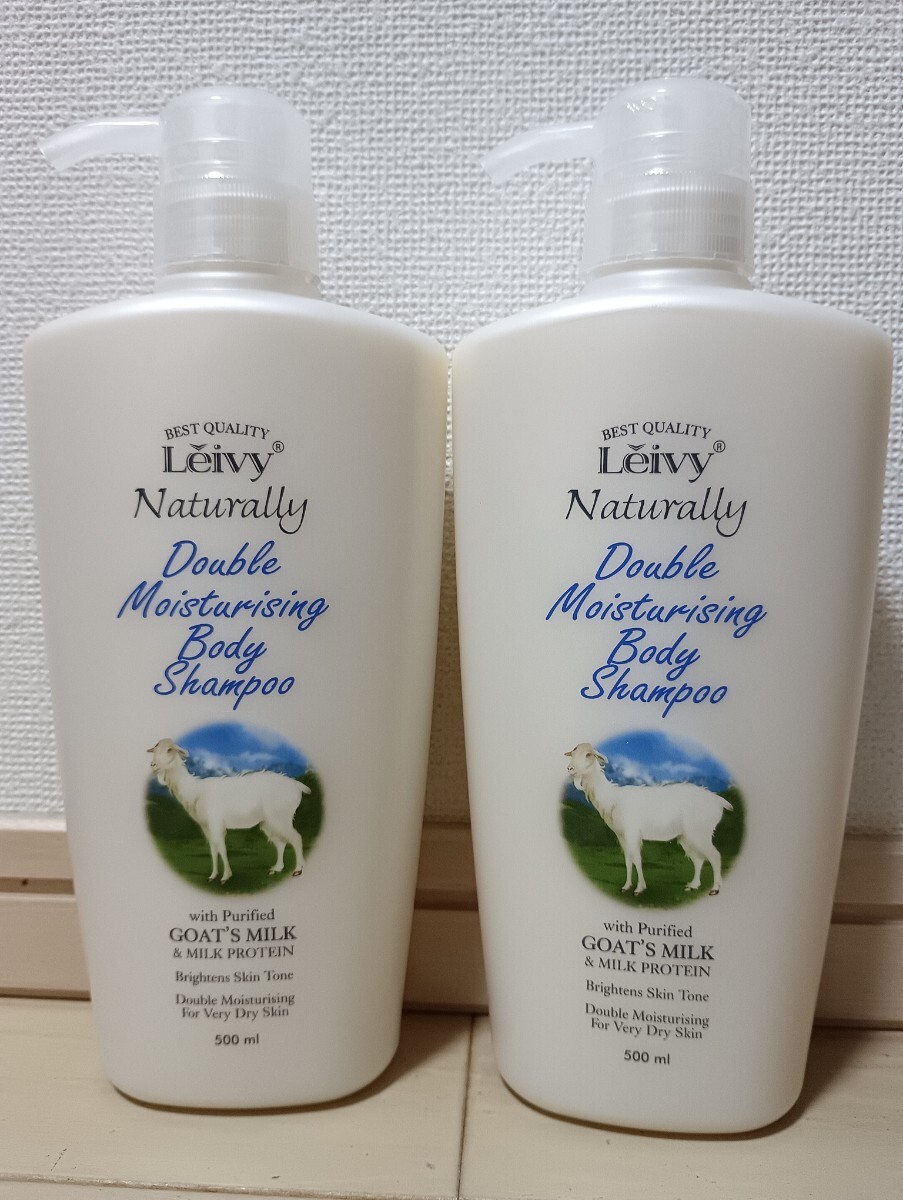 BEST QUALITY
Lěivy®
Naturally
Double
Moisturising
Body
Shampoo
with Purified
GOAT'S MILK
& MILK PROTEIN
Brightens Skin Tone
Double Moisturising
For Very Dry Skin
500 ml
BEST QUALITY
Lěivy®
Naturally
Double
Moisturising
Body
Shampoo
with Purified
GOAT'S MILK
& MILK PROTEIN
Brightens Skin Tone
Double Moisturising
For Very Dry Skin
500 ml